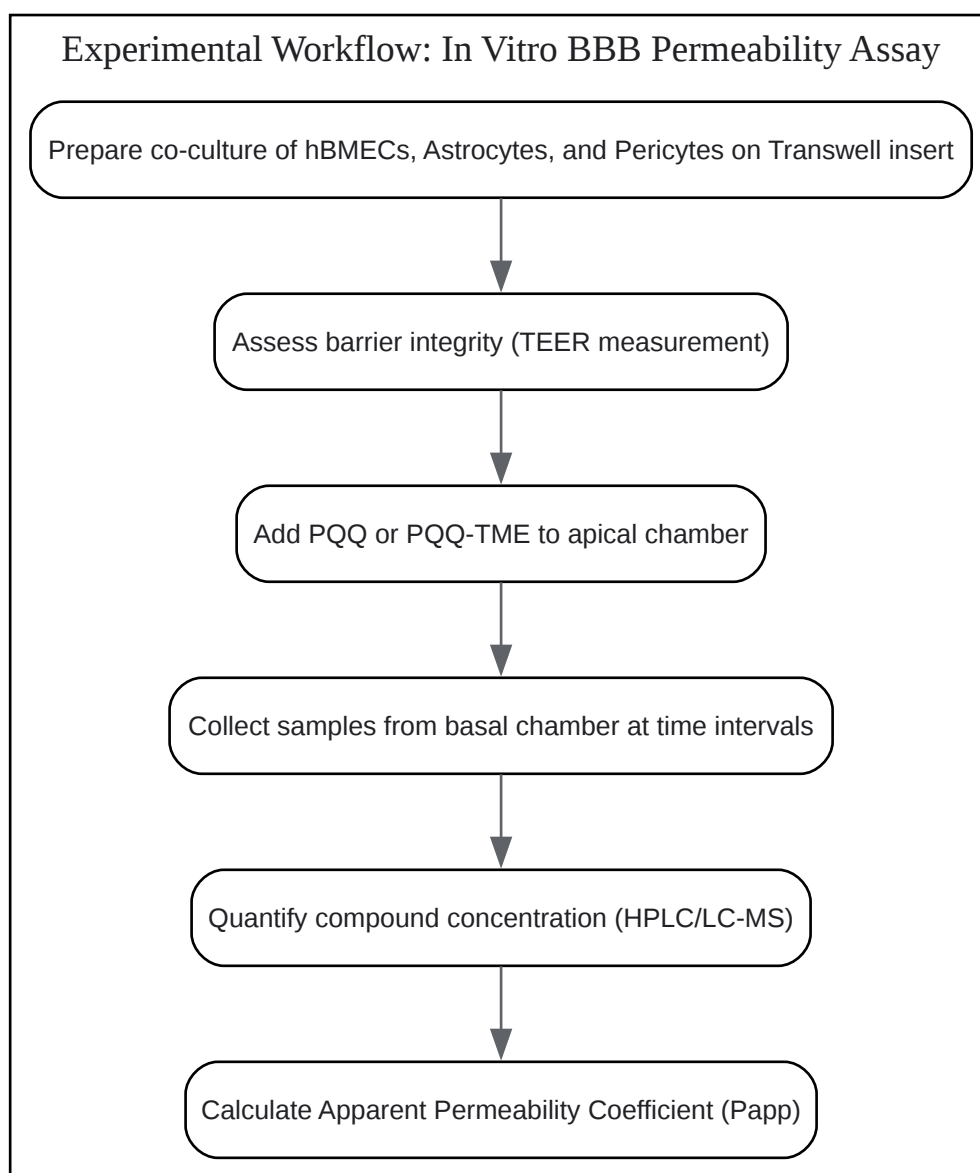 Experimental Workflow: In Vitro BBB Permeability Assay
Prepare co-culture of hBMECs, Astrocytes, and Pericytes on Transwell insert
Assess barrier integrity (TEER measurement)
Add PQQ or PQQ-TME to apical chamber
Collect samples from basal chamber at time intervals
Quantify compound concentration (HPLC/LC-MS)
Calculate Apparent Permeability Coefficient (Papp)